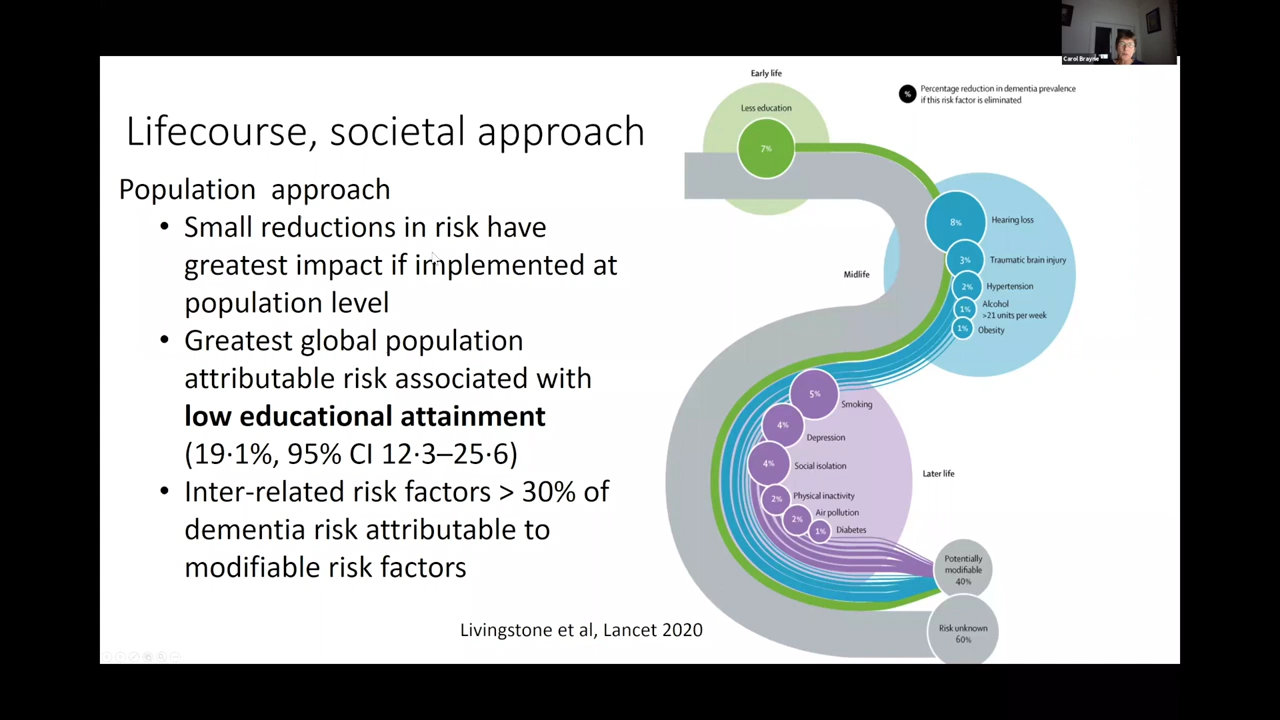 Carol Brayne
Lifecourse, societal approach
Population approach
• Small reductions in risk have
greatest impact if implemented at
population level
• Greatest global population
attributable risk associated with
low educational attainment
(19·1%, 95% CI 12·3–25·6)
• Inter-related risk factors > 30% of
dementia risk attributable to
modifiable risk factors
Livingstone et al, Lancet 2020
Early life
Less education
7%
%
Percentage reduction in dementia prevalence
if this risk factor is eliminated
Midlife
8%
Hearing loss
3%
Traumatic brain injury
2%
Hypertension
1%
Alcohol
>21 units per week
1%
Obesity
Later life
5%
Smoking
4%
Depression
4%
Social isolation
2%
Physical inactivity
2%
Air pollution
1%
Diabetes
Potentially
modifiable
40%
Risk unknown
60%